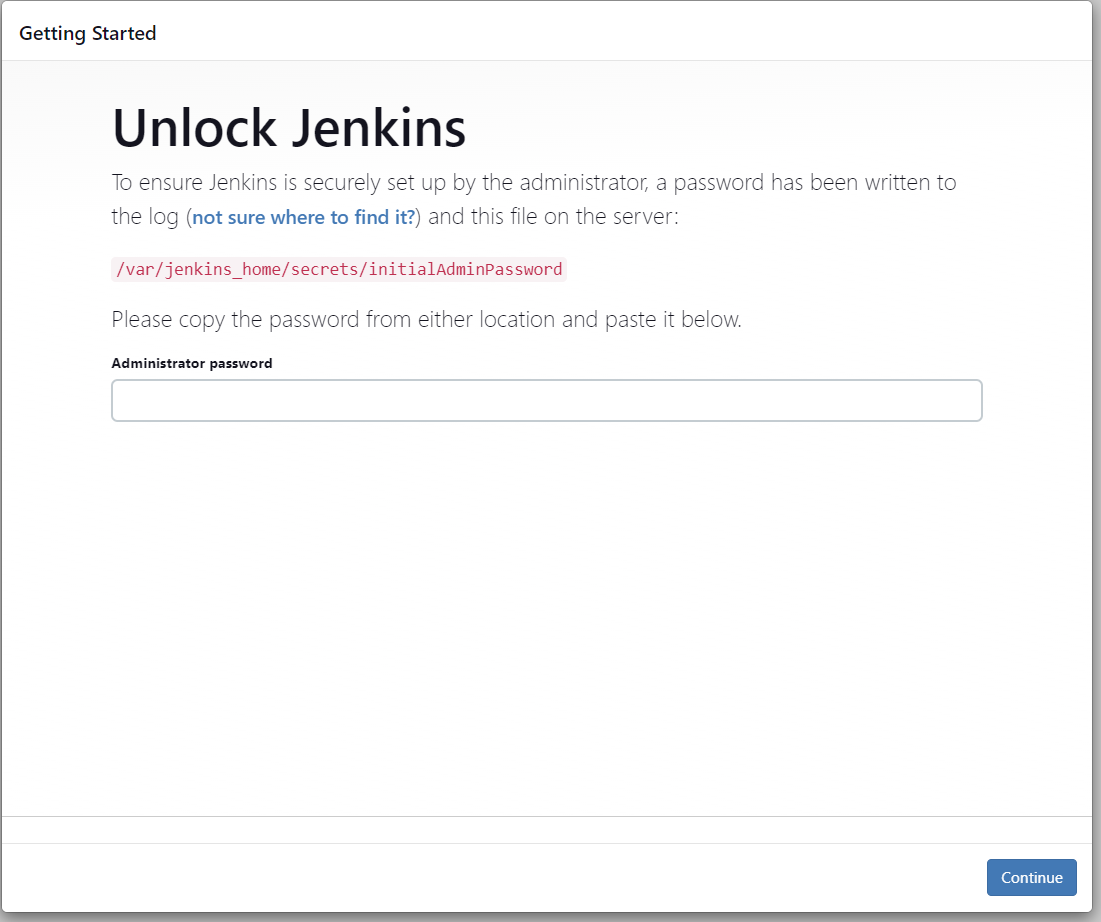 Getting Started
Unlock Jenkins
To ensure Jenkins is securely set up by the administrator, a password has been written to
the log (not sure where to find it?) and this file on the server:
/var/jenkins_home/secrets/initialAdminPassword
Please copy the password from either location and paste it below.
Administrator password
Continue